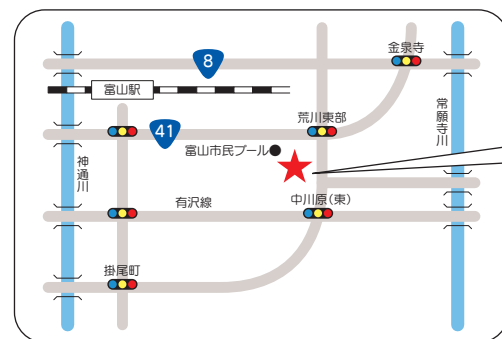 8
金泉寺
富山駅
41
荒川東部
富山市民プール
常願寺川
神通川
有沢線
中川原(東)
掛尾町